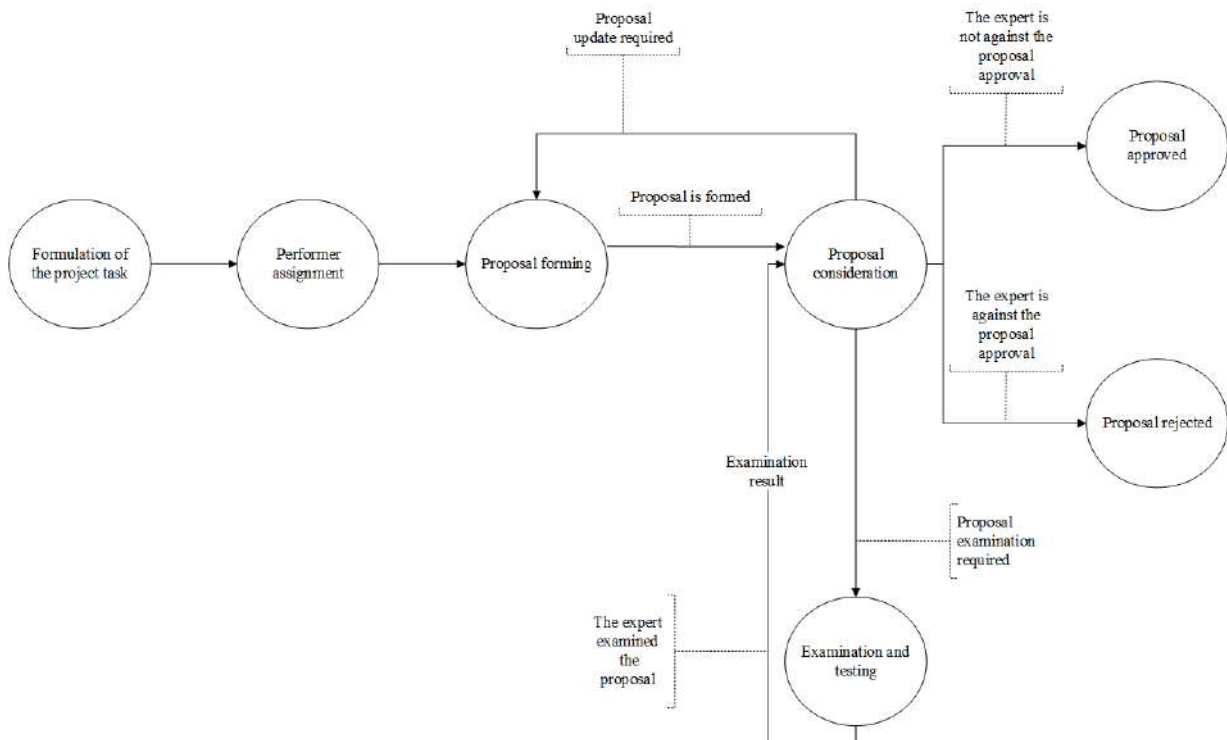 Proposal
update required
The expert is
not against the
proposal
approval
Proposal
approved
Proposal is formed
Formulation of
the project task
Performer
assignment
Proposal forming
Proposal
consideration
The expert is
against the
proposal
approval
Proposal rejected
Examination
result
Proposal
examination
required
The expert
examined
the
proposal
Examination and
testing